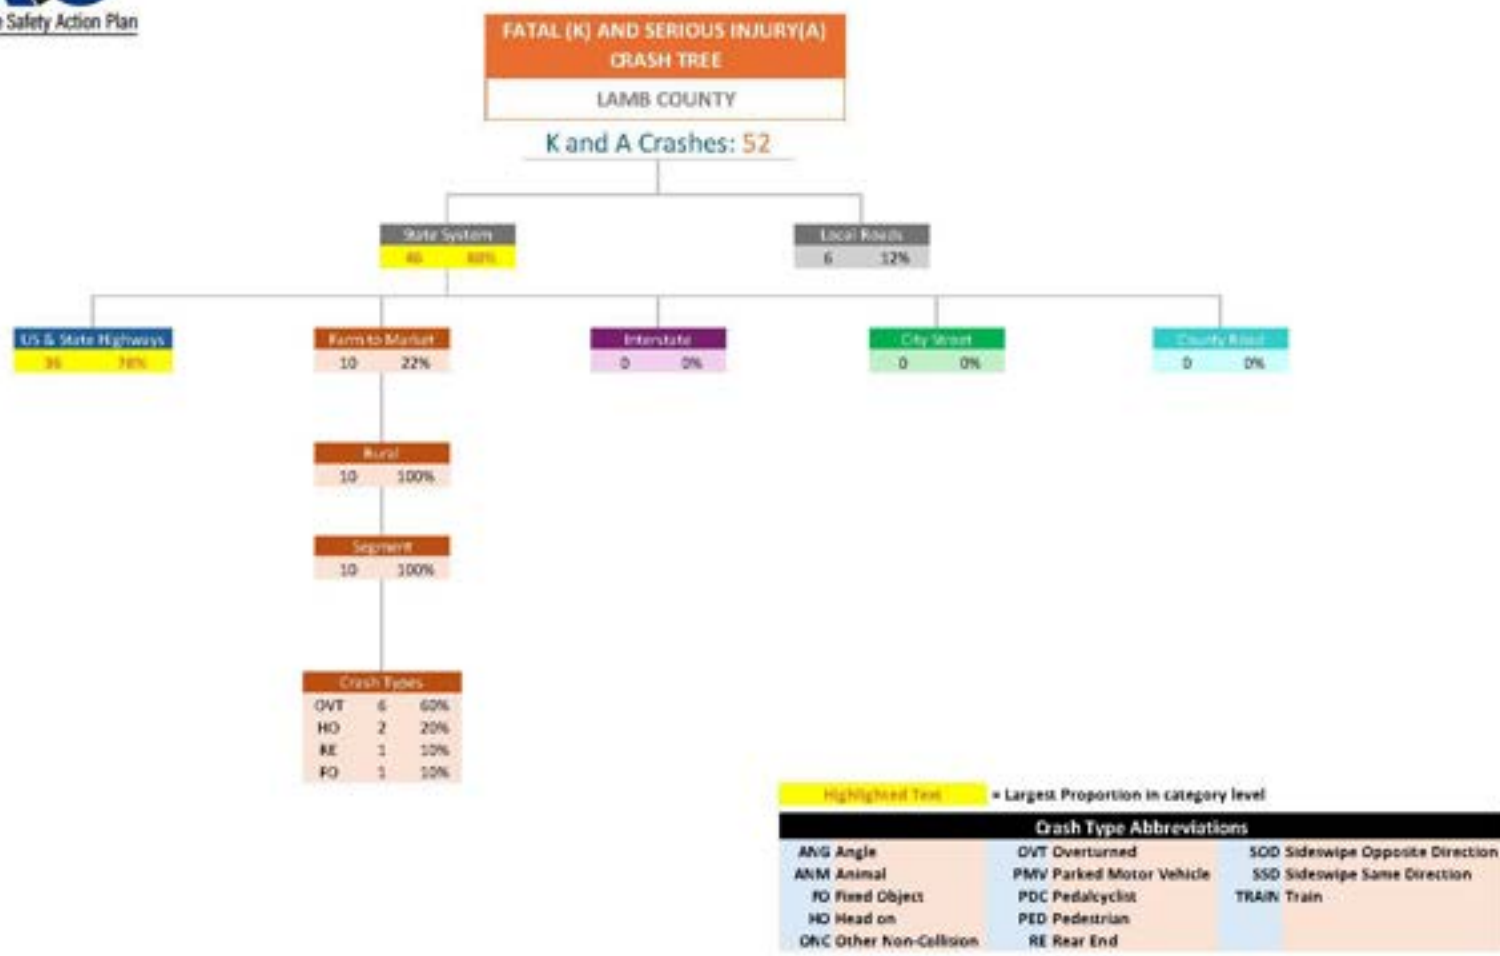 Safety Action Plan
FATAL (K) AND SERIOUS INJURY(A)
CRASH TREE
LAMB COUNTY
K and A Crashes: 52
State System
46 88%
Local Roads
6 12%
US & State Highways
36 78%
Farm to Market
10 22%
Interstate
0 0%
City Street
0 0%
County Road
0 0%
Rural
10 100%
Segment
10 100%
Crash Types
OVT 6 60%
HO 2 20%
RE 1 10%
FO 1 10%
Highlighted Text = Largest Proportion in category level
Crash Type Abbreviations
ANG Angle OVT Overturned SOD Sideswipe Opposite Direction
ANM Animal PMV Parked Motor Vehicle SSD Sideswipe Same Direction
FO Fixed Object PDC Pedalcyclist TRAIN Train
HO Head on PED Pedestrian
ONC Other Non-Collision RE Rear End